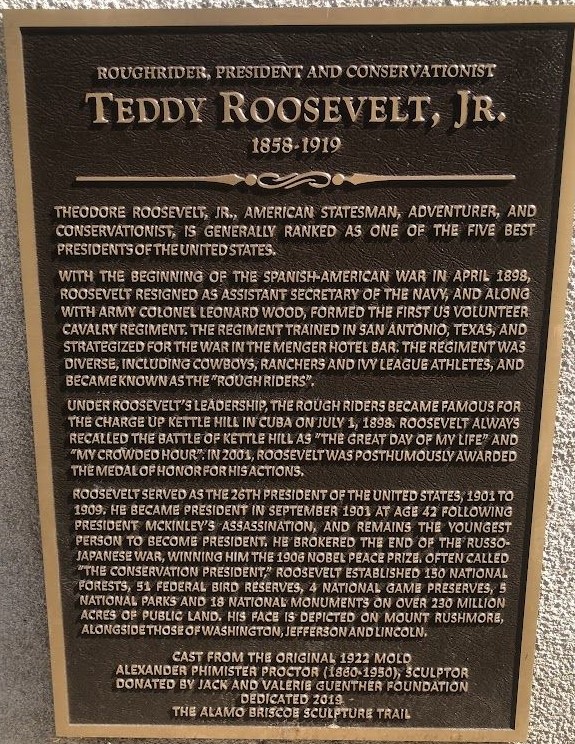 ROUGHRIDER, PRESIDENT AND CONSERVATIONIST
TEDDY ROOSEVELT, JR.
1858-1919
THEODORE ROOSEVELT, JR., AMERICAN STATESMAN, ADVENTURER, AND
CONSERVATIONIST, IS GENERALLY RANKED AS ONE OF THE FIVE BEST
PRESIDENTS OF THE UNITED STATES.
WITH THE BEGINNING OF THE SPANISH-AMERICAN WAR IN APRIL 1898,
ROOSEVELT RESIGNED AS ASSISTANT SECRETARY OF THE NAVY, AND ALONG
WITH ARMY COLONEL LEONARD WOOD, FORMED THE FIRST US VOLUNTEER
CAVALRY REGIMENT. THE REGIMENT TRAINED IN SAN ANTONIO, TEXAS, AND
STRATEGIZED FOR THE WAR IN THE MENGER HOTEL BAR. THE REGIMENT WAS
DIVERSE, INCLUDING COWBOYS, RANCHERS AND IVY LEAGUE ATHLETES, AND
BECAME KNOWN AS THE "ROUGH RIDERS".
UNDER ROOSEVELT'S LEADERSHIP, THE ROUGH RIDERS BECAME FAMOUS FOR
THE CHARGE UP KETTLE HILL IN CUBA ON JULY 1, 1898. ROOSEVELT ALWAYS
RECALLED THE BATTLE OF KETTLE HILL AS "THE GREAT DAY OF MY LIFE" AND
"MY CROWDED HOUR". IN 2001, ROOSEVELT WAS POSTHUMOUSLY AWARDED
THE MEDAL OF HONOR FOR HIS ACTIONS.
ROOSEVELT SERVED AS THE 26TH PRESIDENT OF THE UNITED STATES, 1901 TO
1909. HE BECAME PRESIDENT IN SEPTEMBER 1901 AT AGE 42 FOLLOWING
PRESIDENT MCKINLEY'S ASSASSINATION, AND REMAINS THE YOUNGEST
PERSON TO BECOME PRESIDENT. HE BROKERED THE END OF THE RUSSO-
JAPANESE WAR, WINNING HIM THE 1906 NOBEL PEACE PRIZE. OFTEN CALLED
"THE CONSERVATION PRESIDENT," ROOSEVELT ESTABLISHED 150 NATIONAL
FORESTS, 51 FEDERAL BIRD RESERVES, 4 NATIONAL GAME PRESERVES, 5
NATIONAL PARKS AND 18 NATIONAL MONUMENTS ON OVER 230 MILLION
ACRES OF PUBLIC LAND. HIS FACE IS DEPICTED ON MOUNT RUSHMORE,
ALONGSIDE THOSE OF WASHINGTON, JEFFERSON AND LINCOLN.
CAST FROM THE ORIGINAL 1922 MOLD
ALEXANDER PHIMISTER PROCTOR (1860-1950), SCULPTOR
DONATED BY JACK AND VALERIE GUENTHER FOUNDATION
DEDICATED 2019
THE ALAMO BRISCOE SCULPTURE TRAIL